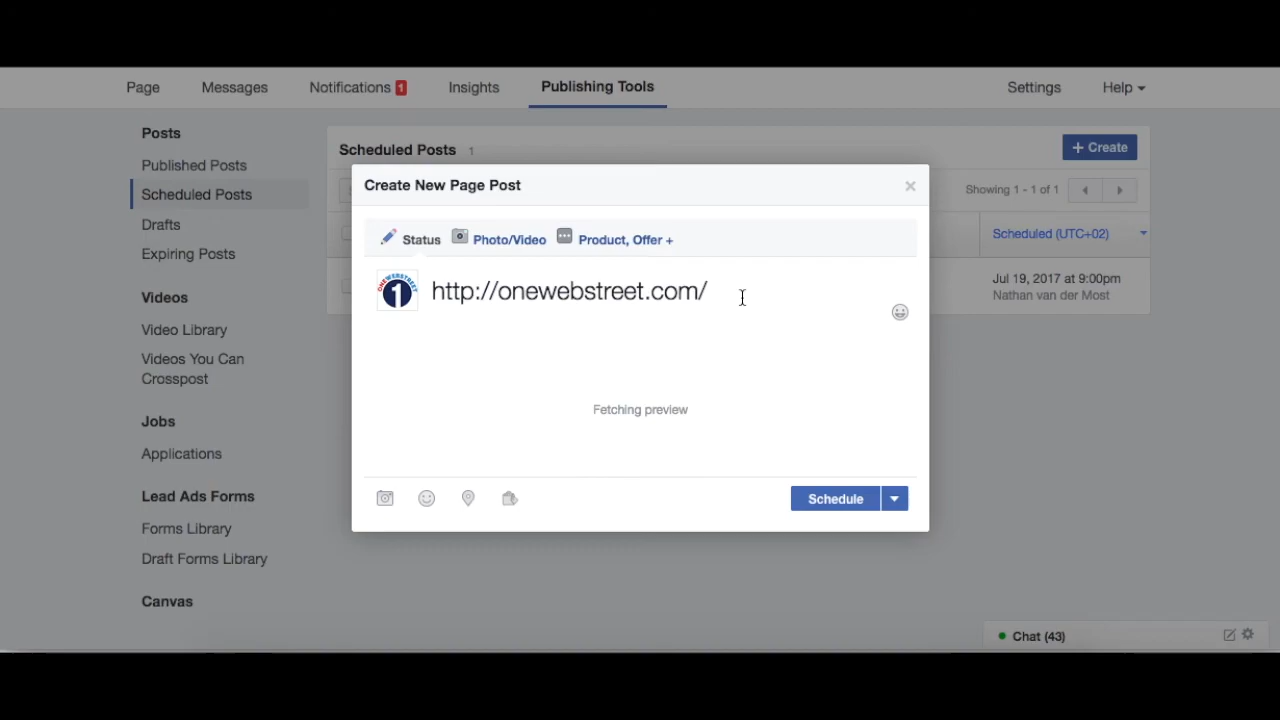 Page Messages Notifications 1 Insights Publishing Tools Settings Help
Posts
Published Posts
Scheduled Posts
Drafts
Expiring Posts
Videos
Video Library
Videos You Can
Crosspost
Jobs
Applications
Lead Ads Forms
Forms Library
Draft Forms Library
Canvas
Scheduled Posts 1
+ Create
Showing 1 - 1 of 1
Scheduled (UTC+02)
Jul 19, 2017 at 9:00pm
Nathan van der Most
Create New Page Post
Status Photo/Video Product, Offer +
ONEWEBSTREET
1
http://onewebstreet.com/
Fetching preview
Schedule
Chat (43)